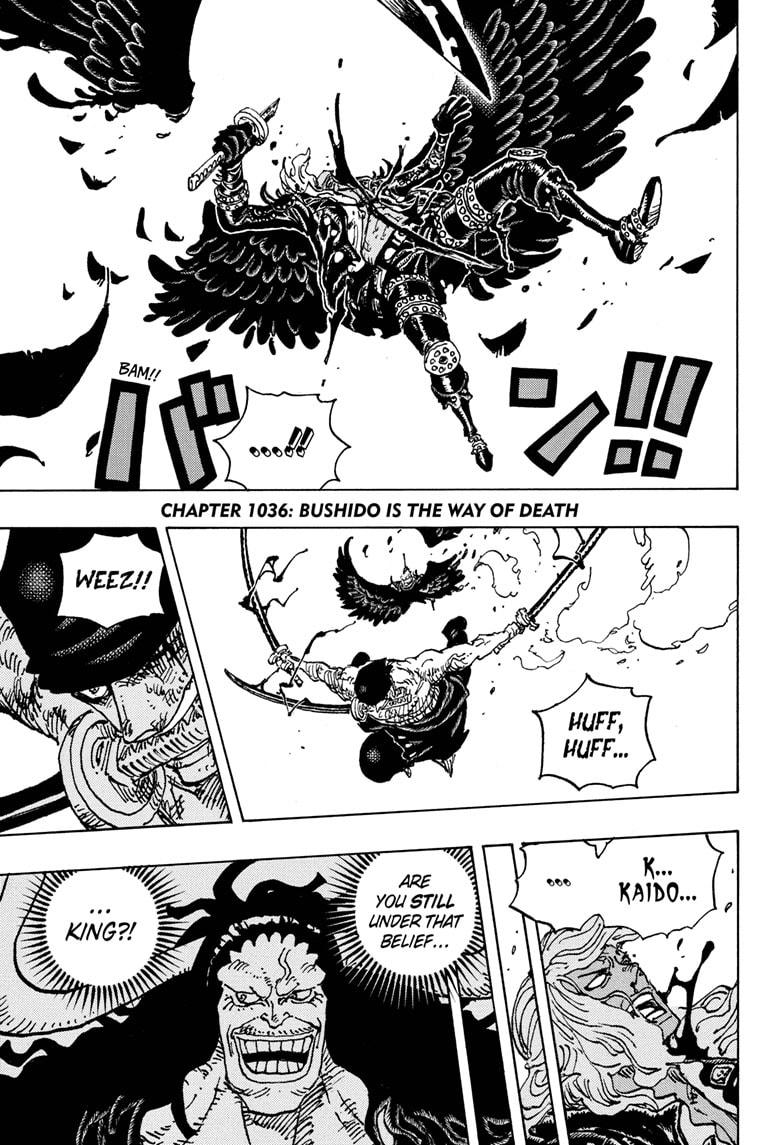 BAM!!
バン!!
....!!
CHAPTER 1036: BUSHIDO IS THE WAY OF DEATH
HUFF,
HUFF...
WEEZ!!
K...
KAIDO...
...
ARE
YOU STILL
UNDER THAT
BELIEF...
...
KING?!